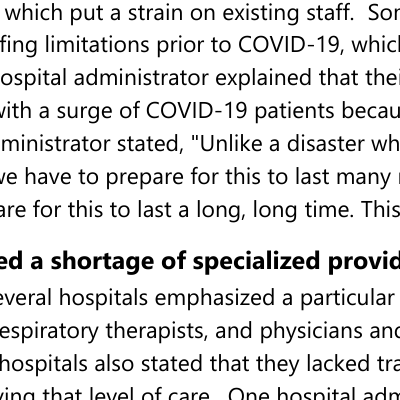 which put a strain on existing staff. Sor
fing limitations prior to COVID-19, whic
ospital administrator explained that thei
with a surge of COVID-19 patients becau
ministrator stated, "Unlike a disaster wh
we have to prepare for this to last many
are for this to last a long, long time. This
ed a shortage of specialized provid
everal hospitals emphasized a particular
espiratory therapists, and physicians and
hospitals also stated that they lacked tra
ving that level of care. One hospital adm